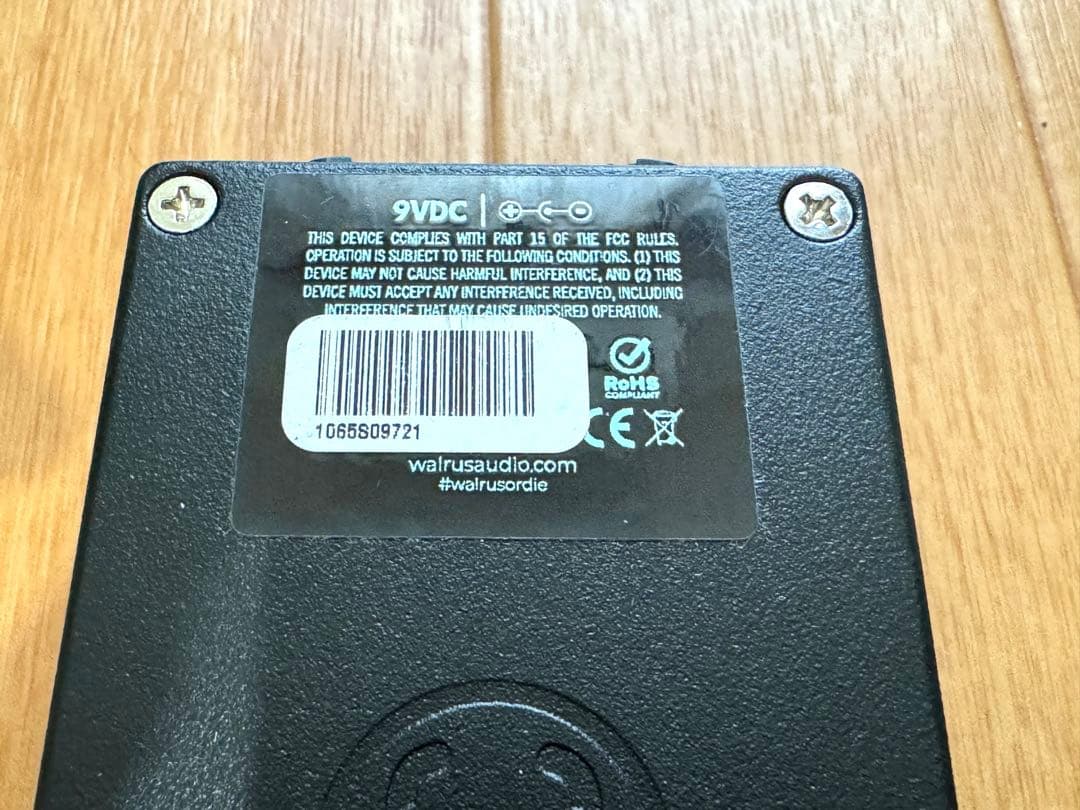 9VDC
THIS DEVICE COMPLIES WITH PART 15 OF THE FCC RULES.
OPERATION IS SUBJECT TO THE FOLLOWING CONDITIONS. (1) THIS
DEVICE MAY NOT CAUSE HARMFUL INTERFERENCE, AND (2) THIS
DEVICE MUST ACCEPT ANY INTERFERENCE RECEIVED, INCLUDING
INTERFERENCE THAT MAY CAUSE UNDESIRED OPERATION.
RoHS
COMPLIANT
1065S09721
CE
walrusaudio.com
#walrusordie